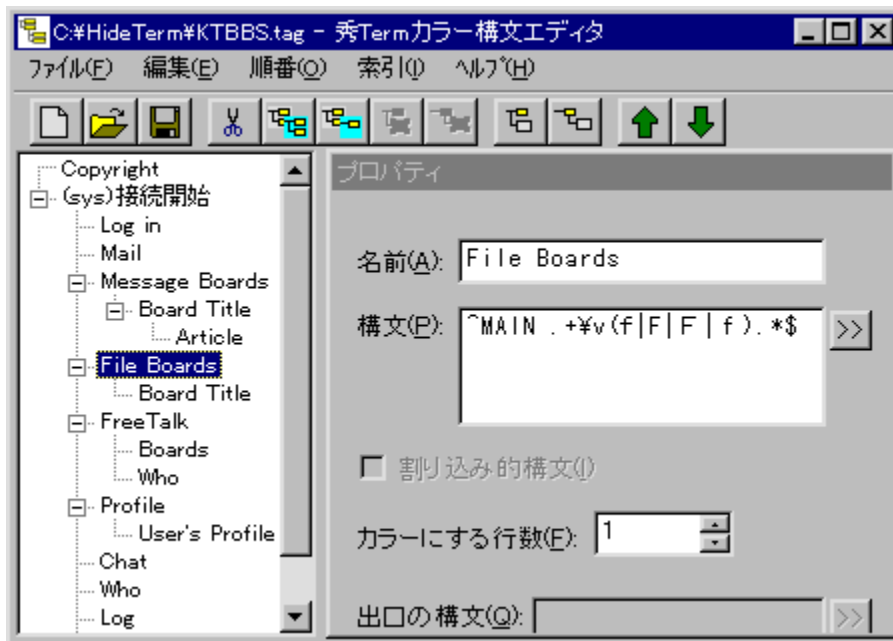 C:¥HideTerm¥KTBBS.tag - 秀Termカラー構文エディタ
ファイル(F) 編集(E) 順番(O) 索引(I) ヘルプ(H)
Copyright
(sys)接続開始
Log in
Mail
Message Boards
Board Title
Article
File Boards
Board Title
FreeTalk
Boards
Who
Profile
User's Profile
Chat
Who
Log
プロパティ
名前(A): File Boards
構文(P): ^MAIN .+¥v(f|F|Ｆ|ｆ).*$ >>
割り込み的構文(I)
カラーにする行数(F): 1
出口の構文(Q): >>